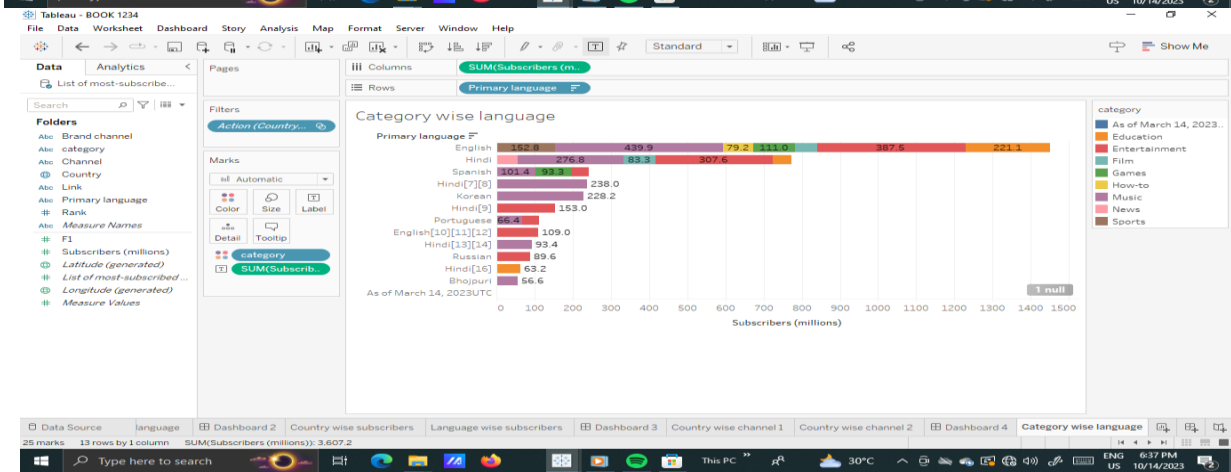 US 10/14/2023
Tableau - BOOK 1234
File Data Worksheet Dashboard Story Analysis Map Format Server Window Help
Standard
Show Me
Data Analytics <
Pages
iii Columns SUM(Subscribers (m..
List of most-subscribe...
Rows Primary language
Search
Filters
Action (Country...
Folders
Abc Brand channel
Abc category
Abc Channel
Country
Abc Link
Abc Primary language
# Rank
Abc Measure Names
# F1
# Subscribers (millions)
Latitude (generated)
# List of most-subscribed ...
Longitude (generated)
# Measure Values
Marks
Automatic
Color Size Label
Detail Tooltip
category
SUM(Subscrib..
Category wise language
Primary language
English 152.8 439.9 79.2 111.0 387.5 221.1
Hindi 276.8 83.3 307.6
Spanish 101.4 93.3
Hindi[7][8] 238.0
Korean 228.2
Hindi[9] 153.0
Portuguese 66.4
English[10][11][12] 109.0
Hindi[13][14] 93.4
Russian 89.6
Hindi[16] 63.2
Bhojpuri 56.6
As of March 14, 2023UTC
1 null
0 100 200 300 400 500 600 700 800 900 1000 1100 1200 1300 1400 1500
Subscribers (millions)
category
As of March 14, 2023..
Education
Entertainment
Film
Games
How-to
Music
News
Sports
Data Source language Dashboard 2 Country wise subscribers Language wise subscribers Dashboard 3 Country wise channel 1 Country wise channel 2 Dashboard 4 Category wise language
25 marks 13 rows by 1 column SUM(Subscribers (millions)): 3,607.2
Type here to search
This PC
30°C
ENG
US
6:37 PM
10/14/2023